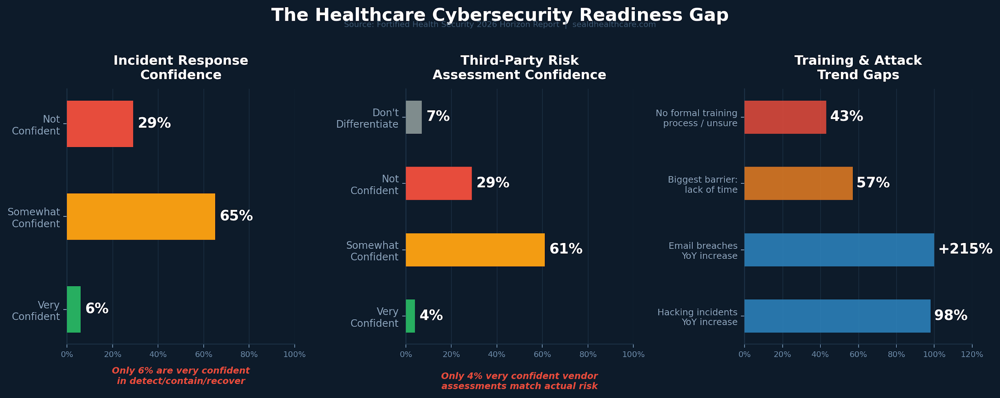 The Healthcare Cybersecurity Readiness Gap
Source: Fortified Health Security 2026 Horizon Report | sealdhealthcare.com
Incident Response
Confidence
Not
Confident
29%
Somewhat
Confident
65%
Very
Confident
6%
0% 20% 40% 60% 80% 100%
Only 6% are very confident
in detect/contain/recover
Third-Party Risk
Assessment Confidence
Don't
Differentiate
7%
Not
Confident
29%
Somewhat
Confident
61%
Very
Confident
4%
0% 20% 40% 60% 80% 100%
Only 4% very confident vendor
assessments match actual risk
Training & Attack
Trend Gaps
No formal training
process / unsure
43%
Biggest barrier:
lack of time
57%
Email breaches
YoY increase
+215%
Hacking incidents
YoY increase
98%
0% 20% 40% 60% 80% 100% 120%